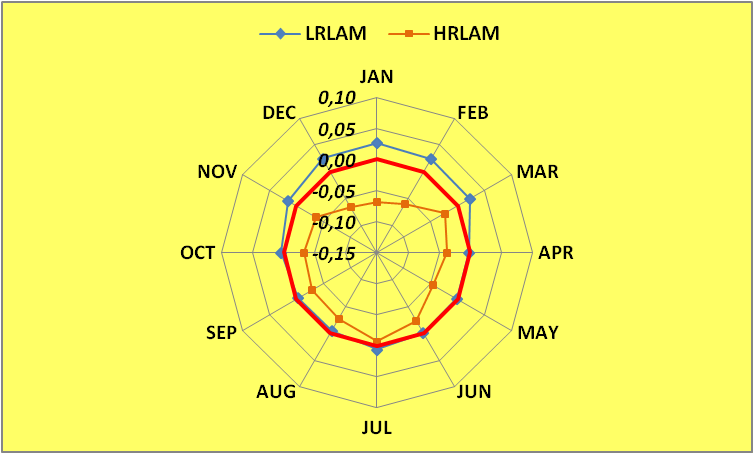 LRLAM HRLAM
JAN
0,10
DEC FEB
0,05
0,00
NOV MAR
-0,05
-0,10
OCT -0,15 APR
SEP MAY
AUG JUN
JUL